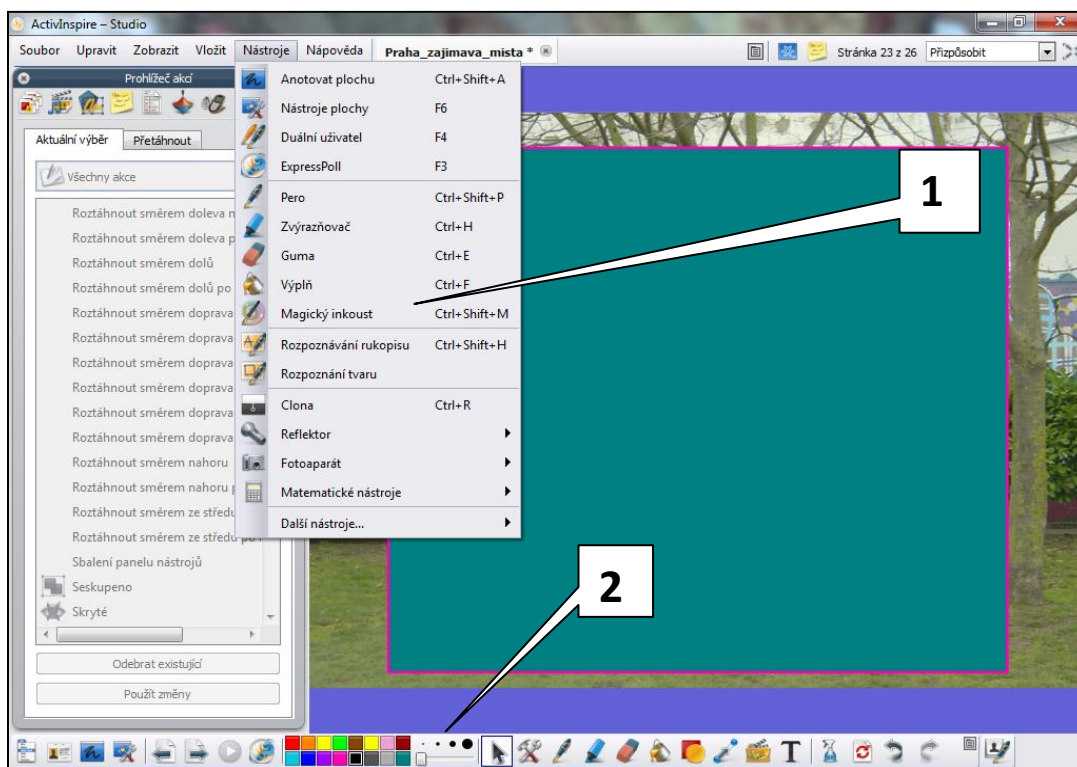 ActivInspire – Studio
Soubor Upravit Zobrazit Vložit Nástroje Nápověda Praha_zajimava_mista * Stránka 23 z 26 Přizpůsobit
Prohlížeč akcí
Aktuální výběr Přetáhnout
Všechny akce
Roztáhnout směrem doleva
Roztáhnout směrem doleva
Roztáhnout směrem dolů
Roztáhnout směrem dolů po
Roztáhnout směrem doprava
Roztáhnout směrem doprava
Roztáhnout směrem doprava
Roztáhnout směrem doprava
Roztáhnout směrem doprava
Roztáhnout směrem doprava
Roztáhnout směrem nahoru
Roztáhnout směrem nahoru
Roztáhnout směrem ze středu
Roztáhnout směrem ze středu
Sbalení panelu nástrojů
Seskupeno
Skryté
Odebrat existující
Použít změny
Anotovat plochu Ctrl+Shift+A
Nástroje plochy F6
Duální uživatel F4
ExpressPoll F3
Pero Ctrl+Shift+P
Zvýrazňovač Ctrl+H
Guma Ctrl+E
Výplň Ctrl+F
Magický inkoust Ctrl+Shift+M
Rozpoznávání rukopisu Ctrl+Shift+H
Rozpoznání tvaru
Clona Ctrl+R
Reflektor
Fotoaparát
Matematické nástroje
Další nástroje...
1
2
T